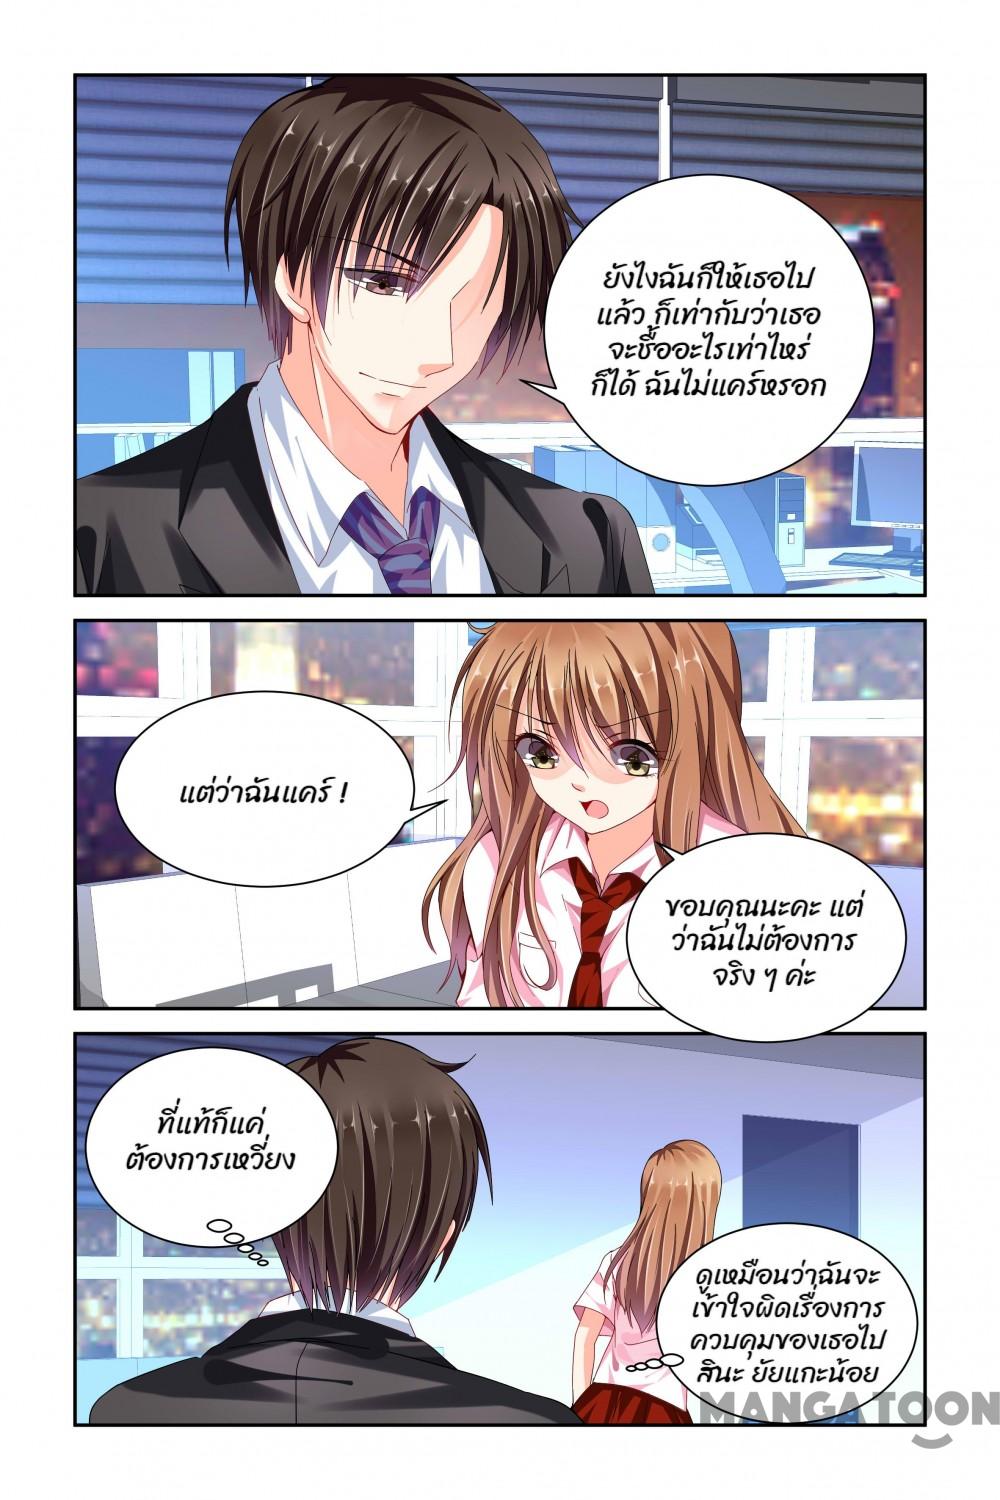 ยังไงฉันก็ให้เธอไป
แล้ว ก็เท่ากับว่าเธอ
จะซื้ออะไรเท่าไหร่
ก็ได้ ฉันไม่แคร์หรอก
แต่ว่าฉันแคร์ !
ขอบคุณนะคะ แต่
ว่าฉันไม่ต้องการ
จริง ๆ ค่ะ
ที่แท้ก็แค่
ต้องการเหวี่ยง
ดูเหมือนว่าฉันจะ
เข้าใจผิดเรื่องการ
ควบคุมของเธอไป
สินะ ยัยแกะน้อย
MANGATOON